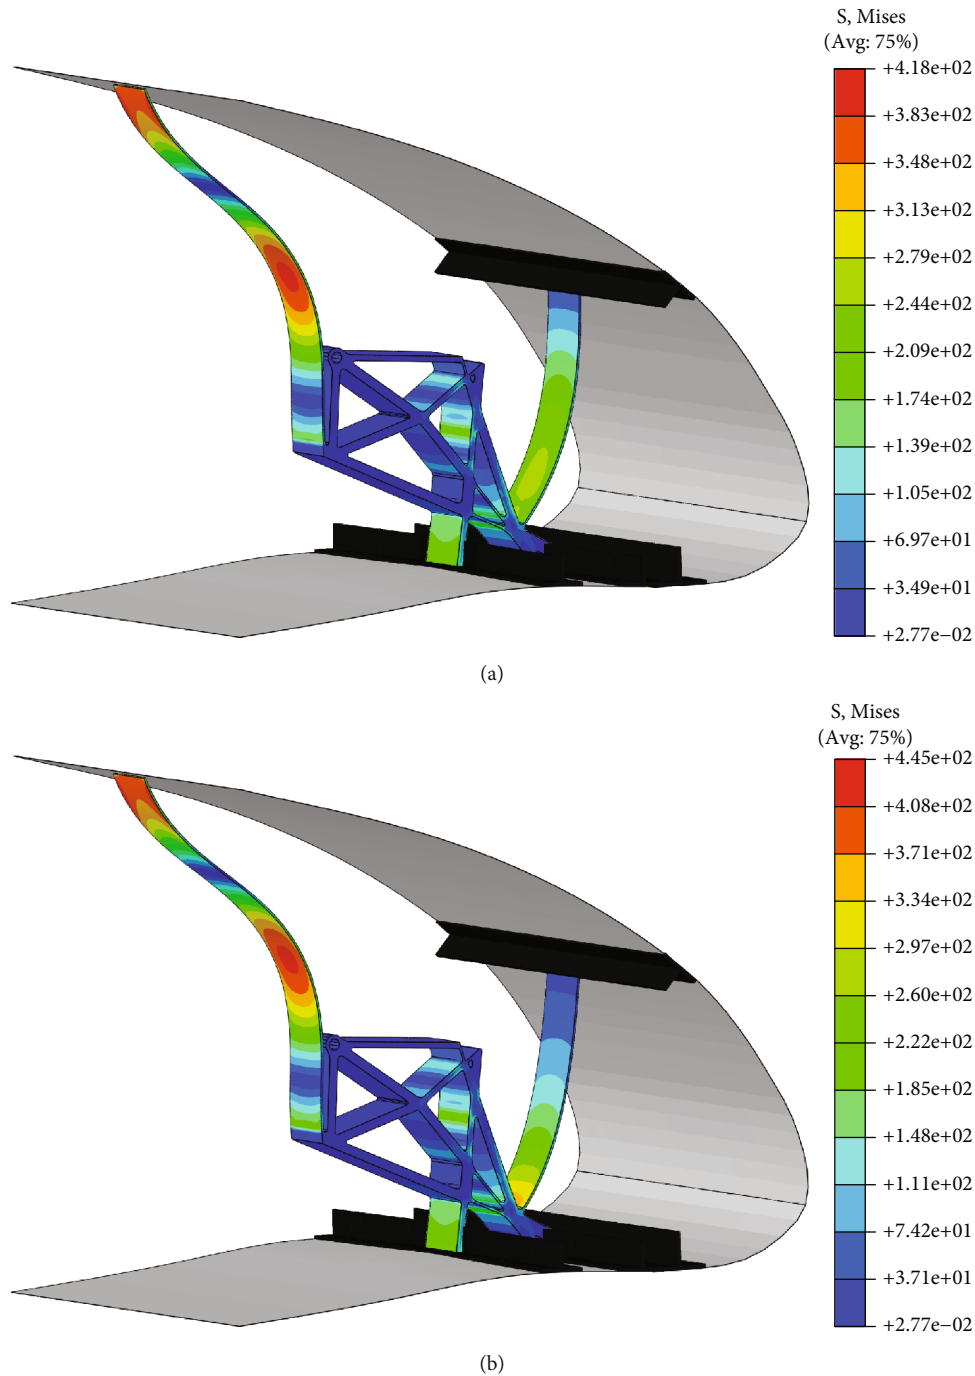 S, Mises
(Avg: 75%)
+4.18e+02
+3.83e+02
+3.48e+02
+3.13e+02
+2.79e+02
+2.44e+02
+2.09e+02
+1.74e+02
+1.39e+02
+1.05e+02
+6.97e+01
+3.49e+01
+2.77e−02
(a)
S, Mises
(Avg: 75%)
+4.45e+02
+4.08e+02
+3.71e+02
+3.34e+02
+2.97e+02
+2.60e+02
+2.22e+02
+1.85e+02
+1.48e+02
+1.11e+02
+7.42e+01
+3.71e+01
+2.77e−02
(b)